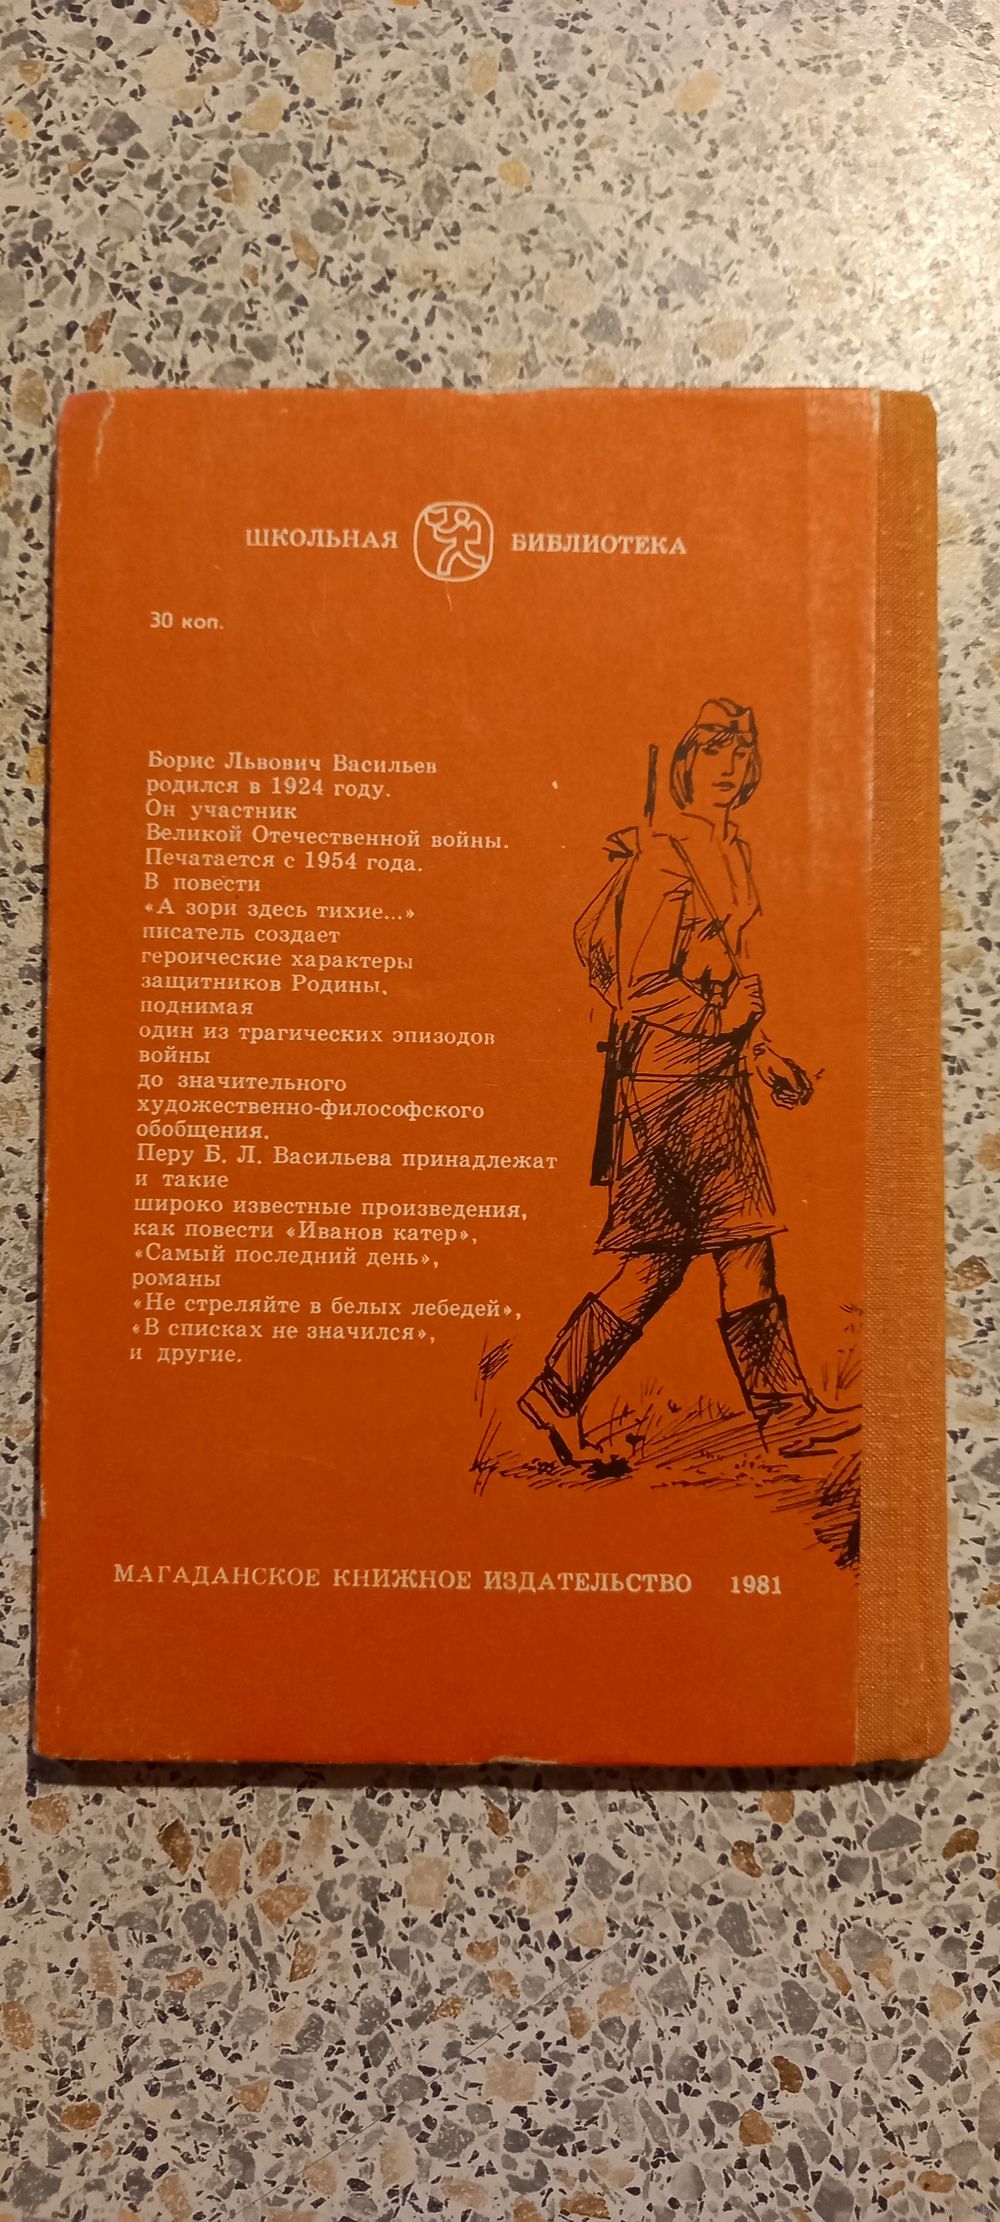 ШКОЛЬНАЯ БИБЛИОТЕКА
30 коп.
Борис Львович Васильев
родился в 1924 году.
Он участник
Великой Отечественной войны.
Печатается с 1954 года.
В повести
«А зори здесь тихие...»
писатель создает
героические характеры
защитников Родины,
поднимая
один из трагических эпизодов
войны
до значительного
художественно-философского
обобщения.
Перу Б. Л. Васильева принадлежат
и такие
широко известные произведения,
как повести «Иванов катер»,
«Самый последний день»,
романы
«Не стреляйте в белых лебедей»,
«В списках не значился»,
и другие.
МАГАДАНСКОЕ КНИЖНОЕ ИЗДАТЕЛЬСТВО 1981